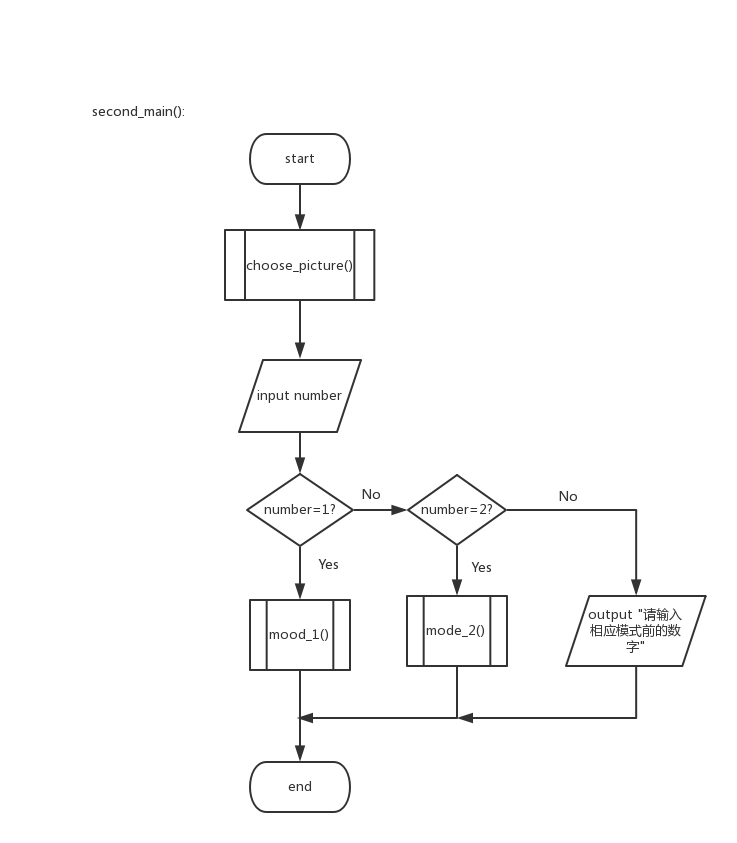 second_main():
start
choose_picture()
input number
number=1?
No
number=2?
No
Yes
Yes
mood_1()
mode_2()
output "请输入
相应模式前的数
字"
end